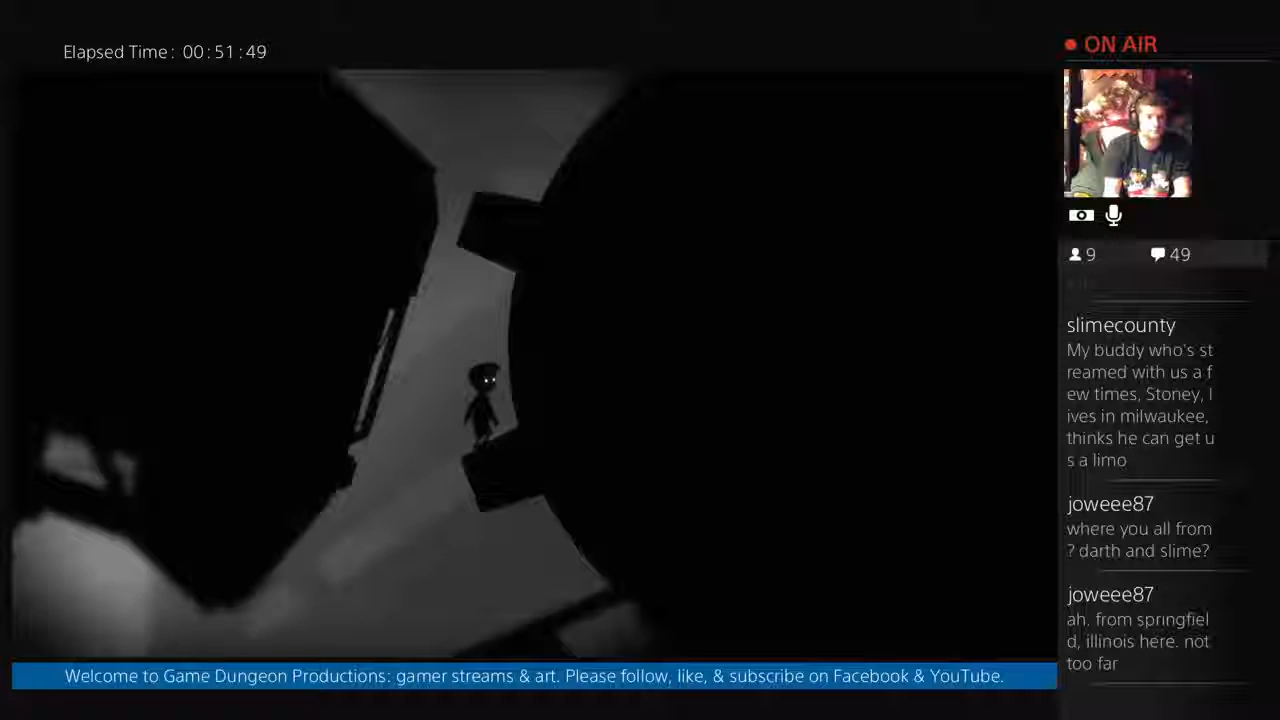 Elapsed Time: 00:51:49
ON AIR
9
49
slimecounty
My buddy who's st
reamed with us a f
ew times, Stoney, l
ives in milwaukee,
thinks he can get u
s a limo
joweee87
where you all from
? darth and slime?
joweee87
ah. from springfiel
d, illinois here. not
too far
Welcome to Game Dungeon Productions: gamer streams & art. Please follow, like, & subscribe on Facebook & YouTube.